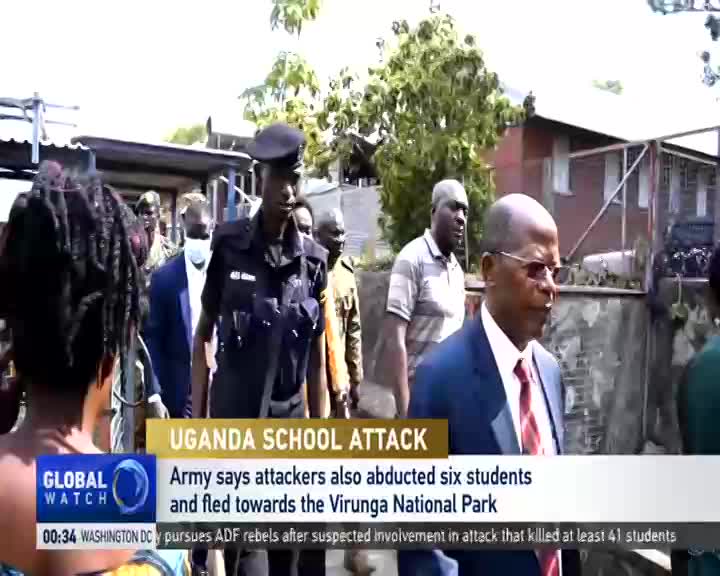 UGANDA SCHOOL ATTACK
GLOBAL WATCH
Army says attackers also abducted six students
and fled towards the Virunga National Park
00:34 WASHINGTON DC
y pursues ADF rebels after suspected involvement in attack that killed at least 41 students